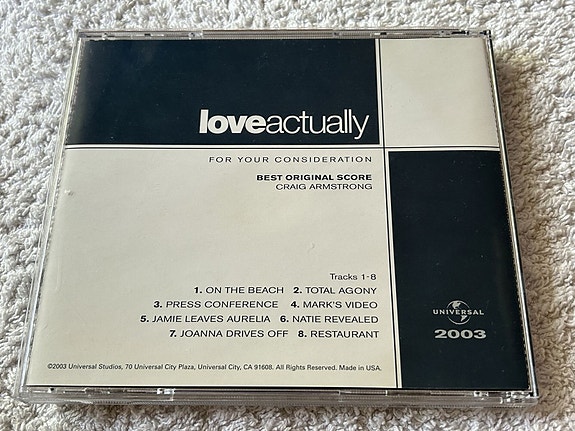 loveactually
FOR YOUR CONSIDERATION
BEST ORIGINAL SCORE
CRAIG ARMSTRONG
Tracks 1-8
1. ON THE BEACH 2. TOTAL AGONY
3. PRESS CONFERENCE 4. MARK'S VIDEO
5. JAMIE LEAVES AURELIA 6. NATIE REVEALED
7. JOANNA DRIVES OFF 8. RESTAURANT
©2003 Universal Studios, 70 Universal City Plaza, Universal City, CA 91608. All Rights Reserved. Made in USA.
UNIVERSAL
2003